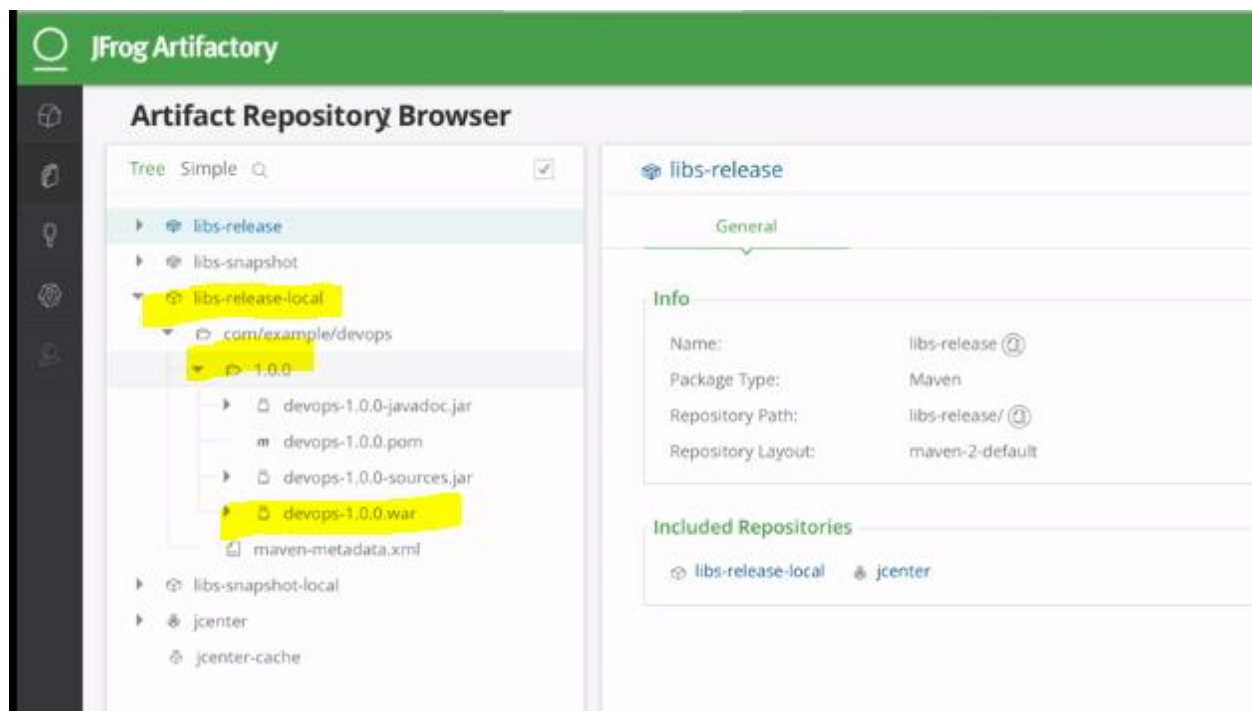 JFrog Artifactory
Artifact Repository Browser
Tree Simple
libs-release
libs-snapshot
libs-release-local
com/example/devops
1.0.0
devops-1.0.0-javadoc.jar
m devops-1.0.0.pom
devops-1.0.0-sources.jar
devops-1.0.0.war
maven-metadata.xml
libs-snapshot-local
jcenter
jcenter-cache
libs-release
General
Info
Name: libs-release
Package Type: Maven
Repository Path: libs-release/
Repository Layout: maven-2-default
Included Repositories
libs-release-local jcenter